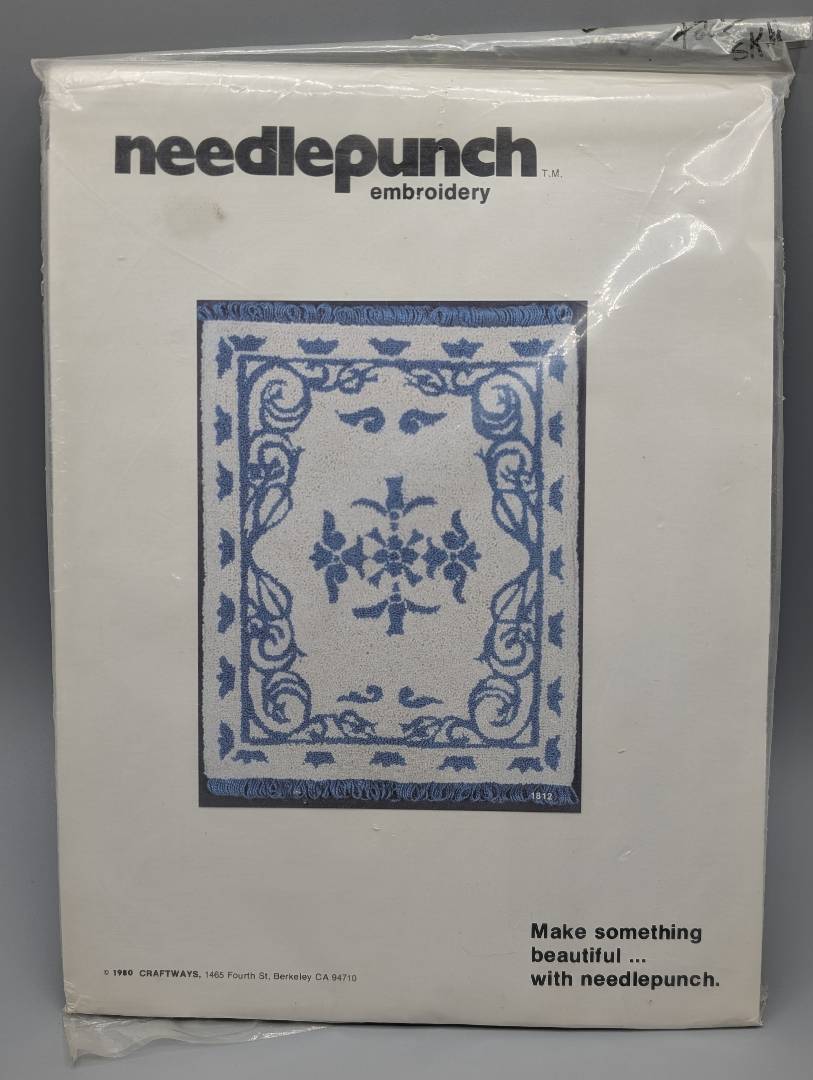 needlepunch T.M.
embroidery
1812
Make something
beautiful ...
with needlepunch.
© 1980 CRAFTWAYS, 1465 Fourth St, Berkeley CA 94710